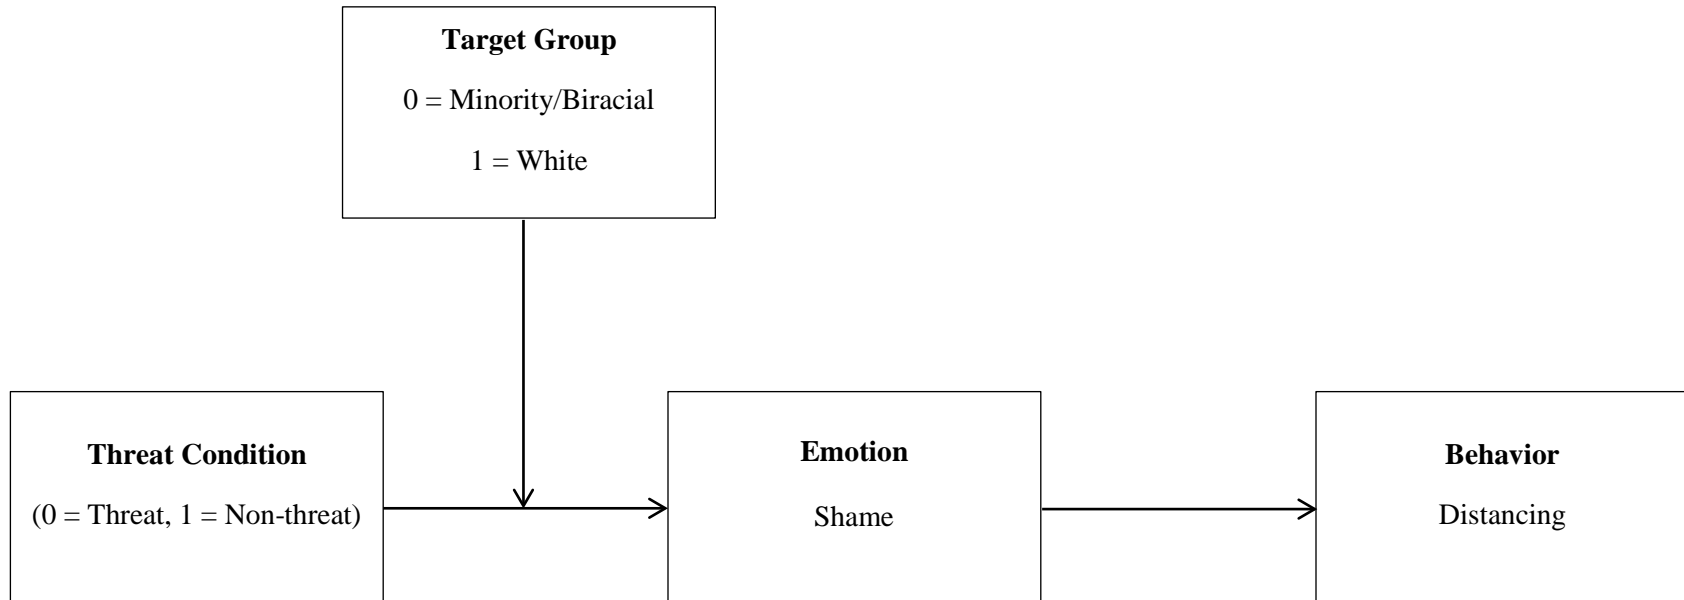 Target Group
0 = Minority/Biracial
1 = White
Threat Condition
(0 = Threat, 1 = Non-threat)
Emotion
Shame
Behavior
Distancing